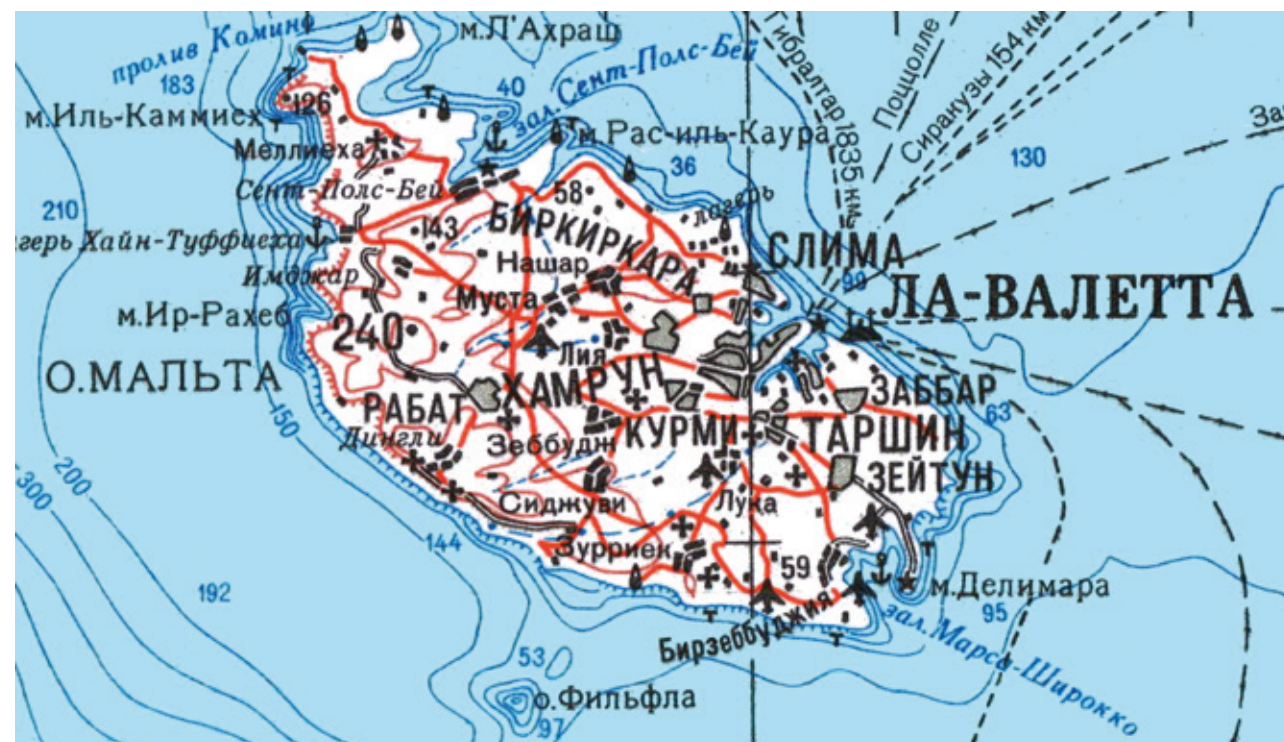 м.Л'Ахраш
пролив Комино
183
40
зал.Сент-Полс-Бей
Гибралтар 1835 км
Поццолле
Сиракузы 154 км
За
126
м.Иль-Каммиех
м.Рас-иль-Каура
130
Меллиеха
36
Сент-Полс-Бей
58
лагерь
210
143
БИРКИРКАРА
СЛИМА
герь Хайн-Туффиеха
Нашар
Имджар
99
Муста
ЛА-ВАЛЕТТА
м.Ир-Рахеб
240
Лия
О.МАЛЬТА
ХАМРУН
ЗАББАР
РАБАТ
63
150
Дингли
Зеббудж
КУРМИ
ТАРШИН
ЗЕЙТУН
200
300
Сиджуви
Лука
144
Зурриек
59
м.Делимара
192
95
Бирзеббуджия
зал.Марса-Широкко
53
о.Фильфла
97